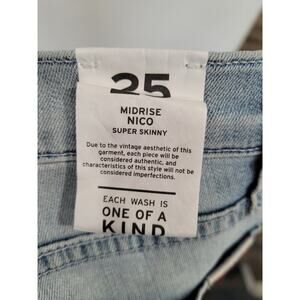 25
MIDRISE
NICO
SUPER SKINNY
Due to the vintage aesthetic of this
garment, each piece will be
considered authentic, and
characteristics of this style will not be
considered imperfections.
EACH WASH IS
ONE OF A
KIND